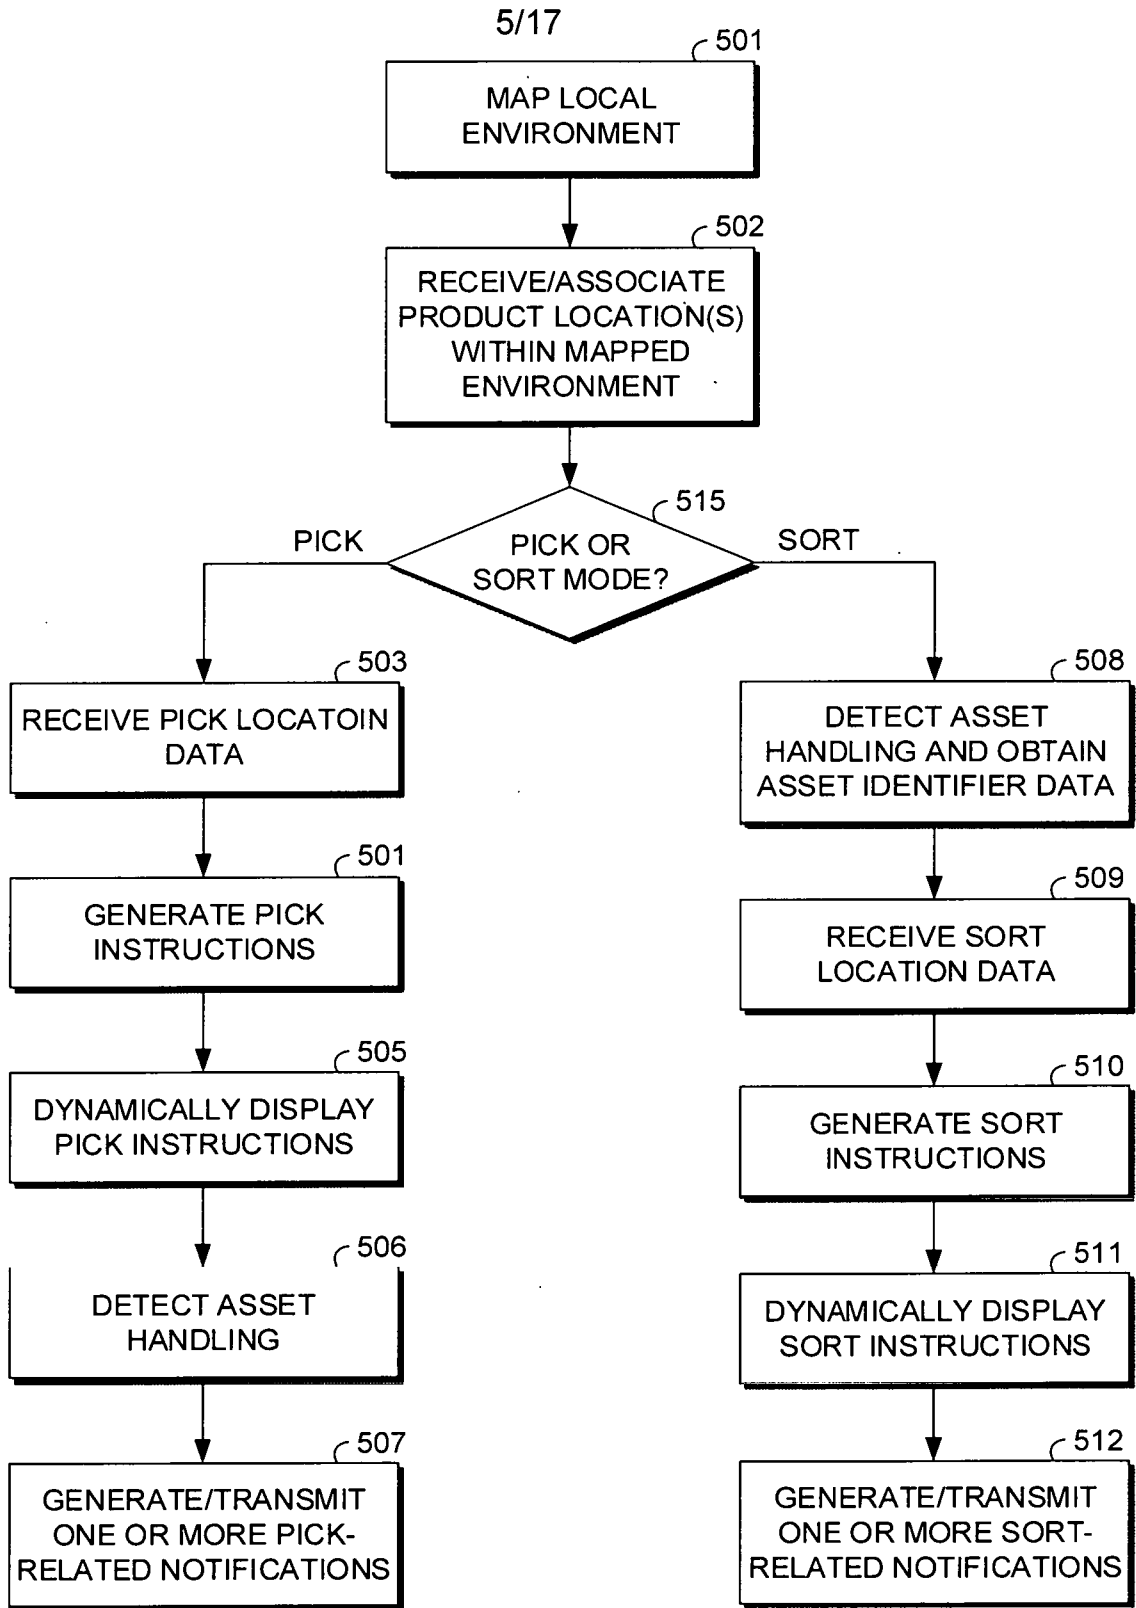 5/17
501
MAP LOCAL
ENVIRONMENT
502
RECEIVE/ASSOCIATE
PRODUCT LOCATION(S)
WITHIN MAPPED
ENVIRONMENT
515
PICK OR
SORT MODE?
PICK
SORT
503
RECEIVE PICK LOCATOIN
DATA
501
GENERATE PICK
INSTRUCTIONS
505
DYNAMICALLY DISPLAY
PICK INSTRUCTIONS
506
DETECT ASSET
HANDLING
507
GENERATE/TRANSMIT
ONE OR MORE PICK-
RELATED NOTIFICATIONS
508
DETECT ASSET
HANDLING AND OBTAIN
ASSET IDENTIFIER DATA
509
RECEIVE SORT
LOCATION DATA
510
GENERATE SORT
INSTRUCTIONS
511
DYNAMICALLY DISPLAY
SORT INSTRUCTIONS
512
GENERATE/TRANSMIT
ONE OR MORE SORT-
RELATED NOTIFICATIONS